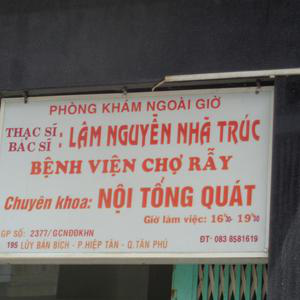 PHÒNG KHÁM NGOÀI GIỜ
THẠC SĨ BÁC SĨ : LÂM NGUYỄN NHÃ TRÚC
BỆNH VIỆN CHỢ RẪY
Chuyên khoa: NỘI TỔNG QUÁT
Giờ làm việc: 16h30 - 19h30
GP SỐ: 2377/GCNĐĐKHN
195 LŨY BÁN BÍCH - P.HIỆP TÂN - Q.TÂN PHÚ ĐT: 083 8581619